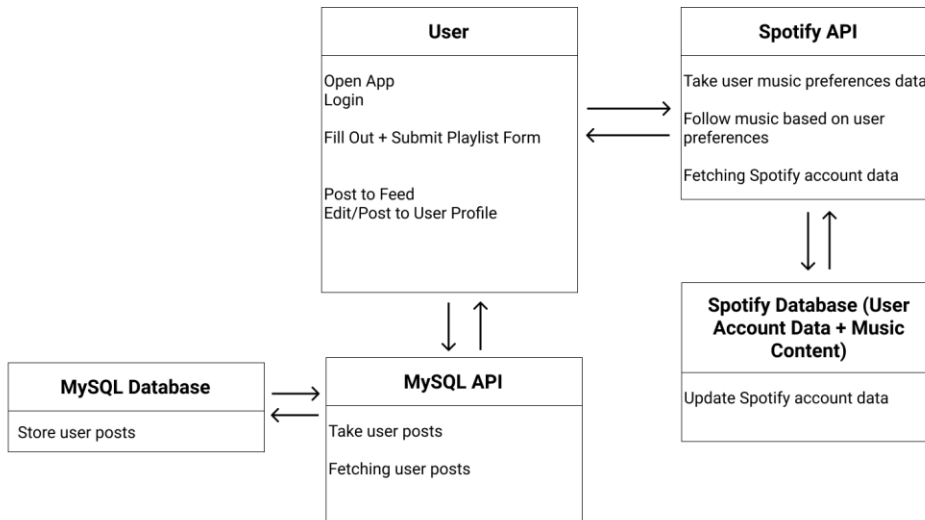 User
Open App
Login
Fill Out + Submit Playlist Form
Post to Feed
Edit/Post to User Profile
Spotify API
Take user music preferences data
Follow music based on user
preferences
Fetching Spotify account data
Spotify Database (User
Account Data + Music
Content)
Update Spotify account data
MySQL Database
Store user posts
MySQL API
Take user posts
Fetching user posts